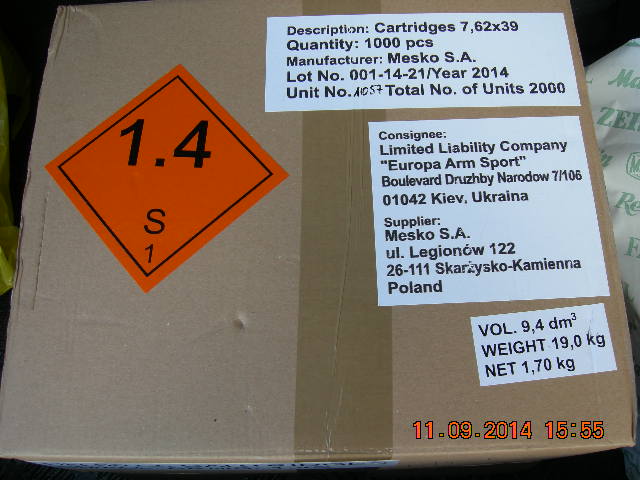 Description: Cartridges 7,62x39
Quantity: 1000 pcs
Manufacturer: Mesko S.A.
Lot No. 001-14-21/Year 2014
Unit No. Total No. of Units 2000
1.4
S
1
Consignee:
Limited Liability Company
"Europa Arm Sport"
Boulevard Druzhby Narodow 7/106
01042 Kiev, Ukraina
Supplier:
Mesko S.A.
ul. Legionów 122
26-111 Skarżysko-Kamienna
Poland
VOL. 9,4 dm³
WEIGHT 19,0 kg
NET 1,70 kg
11.09.2014 15:55